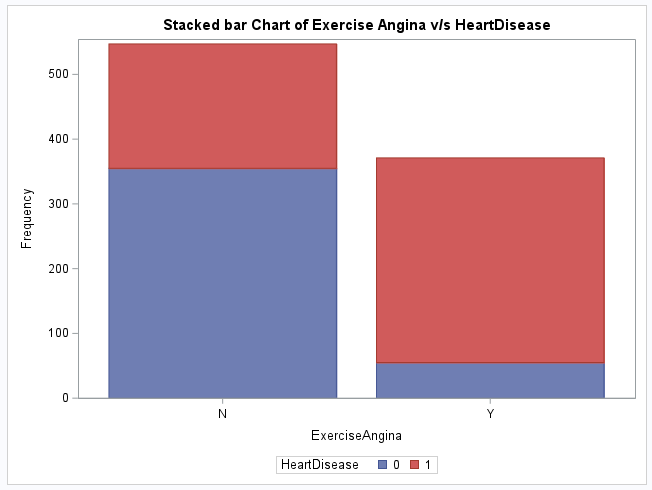 Stacked bar Chart of Exercise Angina v/s HeartDisease
500
400
300
200
100
0
Frequency
N
Y
ExerciseAngina
HeartDisease 0 1